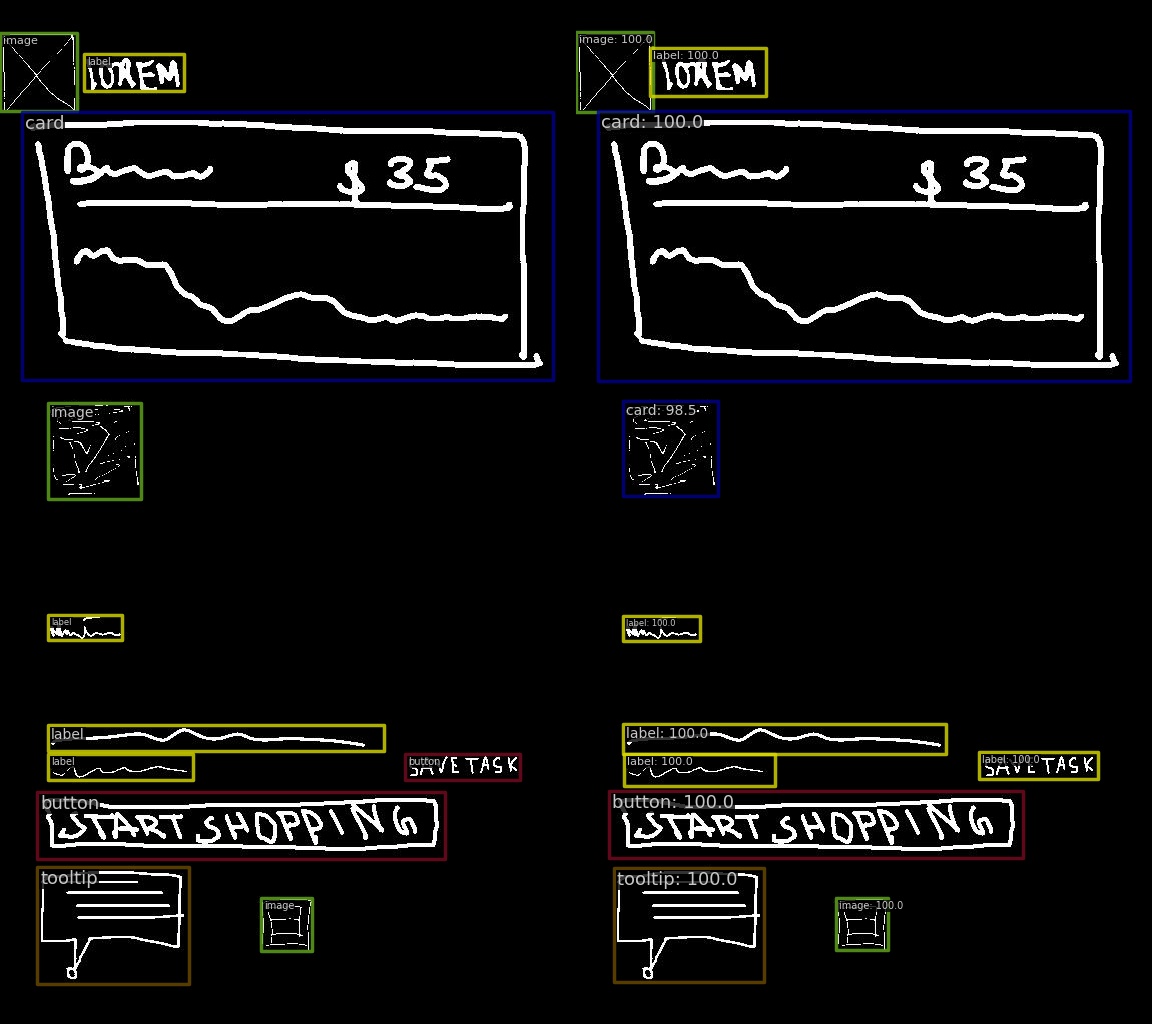 image image: 100.0
label label: 100.0
LOREM LOREM
card card: 100.0
$ 35 $ 35
image card: 98.5
label label: 100.0
label label: 100.0
label button label: 100.0 label: 100.0
SAVE TASK SAVE TASK
button button: 100.0
START SHOPPING START SHOPPING
tooltip tooltip: 100.0
image image: 100.0